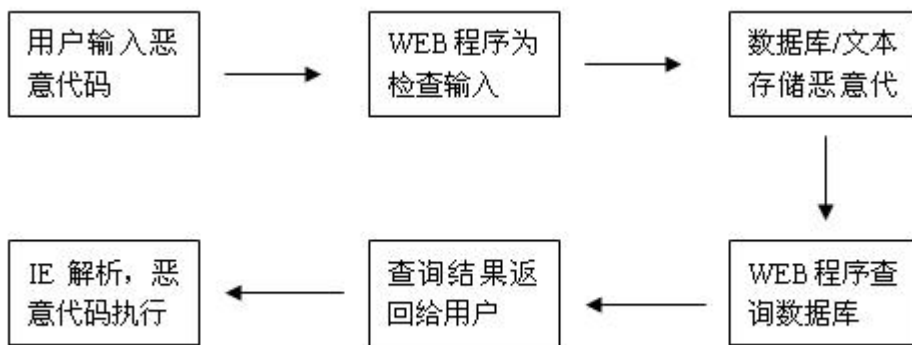 用户输入恶
意代码
WEB 程序为
检查输入
数据库/文本
存储恶意代
WEB 程序查
询数据库
查询结果返
回给用户
IE 解析，恶
意代码执行